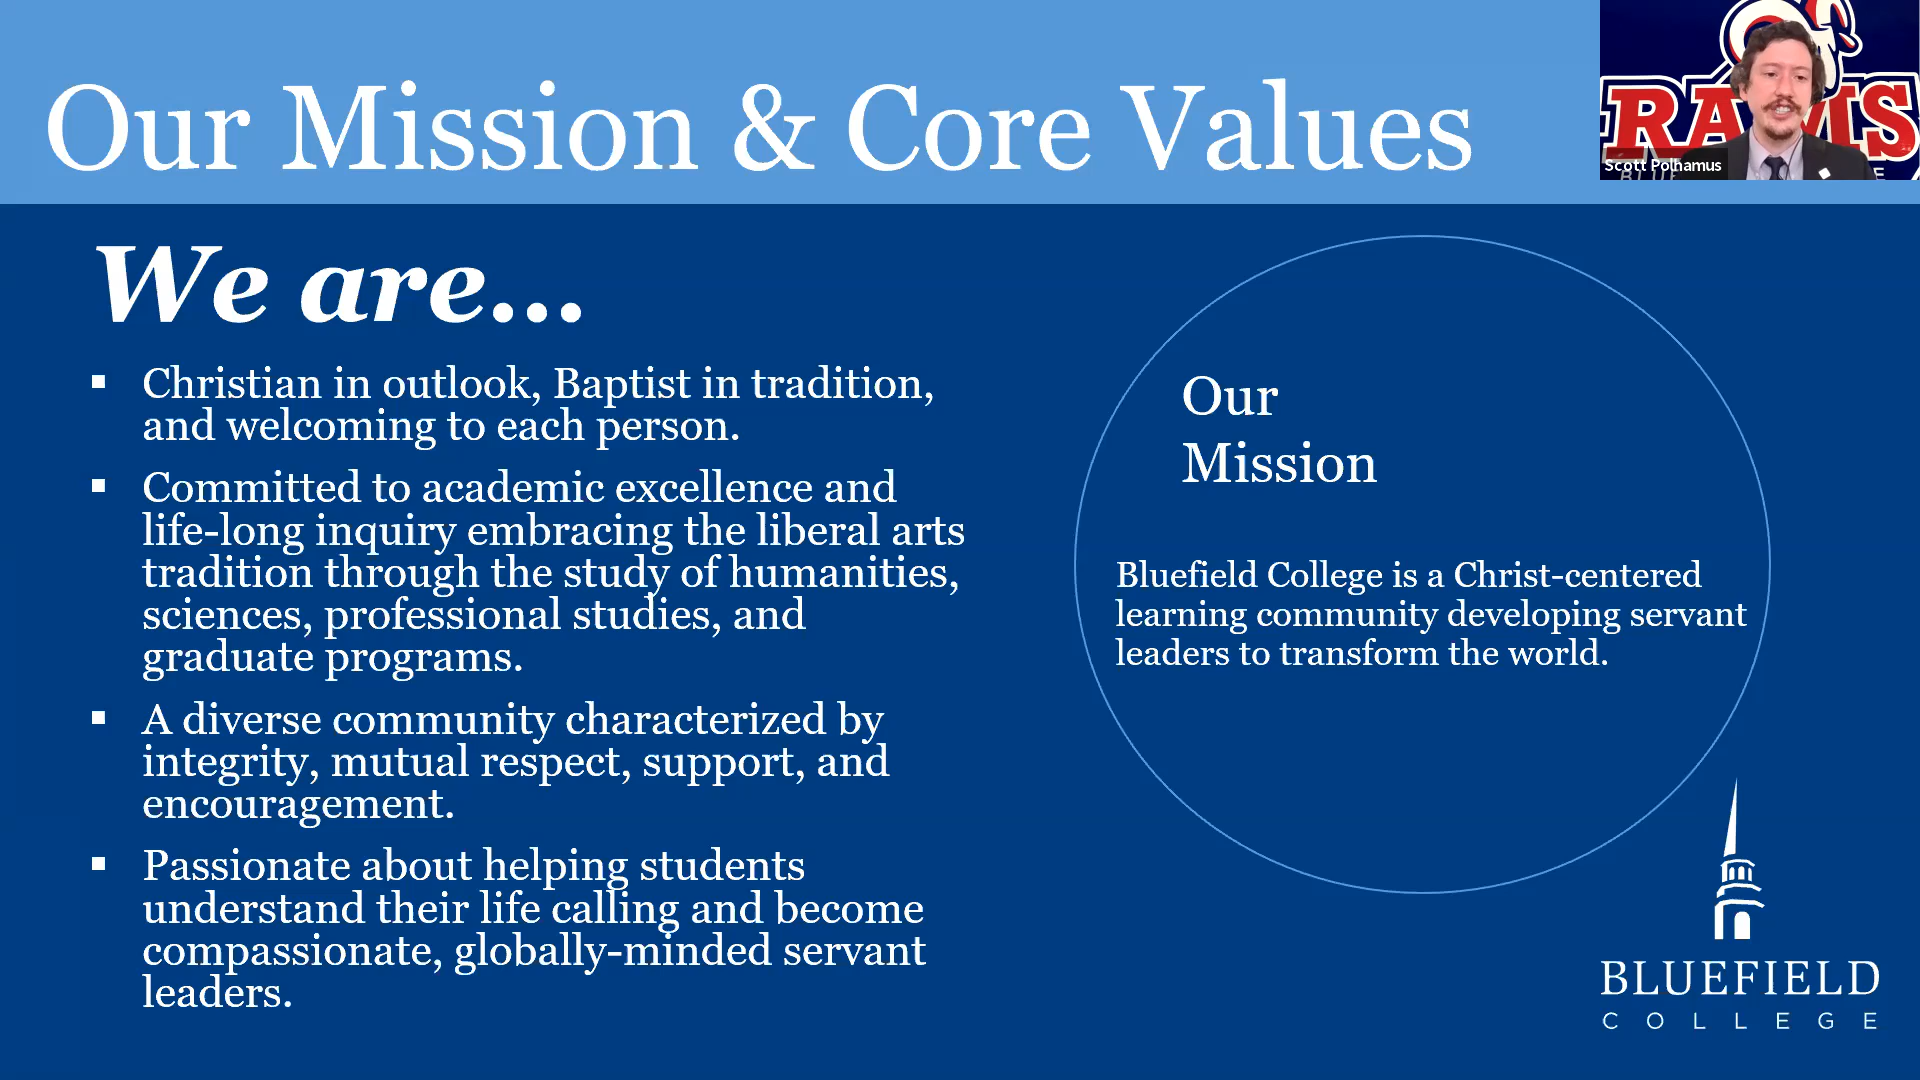 Our Mission & Core Values
RAMS
Scott Polhamus
We are...
▪ Christian in outlook, Baptist in tradition,
and welcoming to each person.
▪ Committed to academic excellence and
life-long inquiry embracing the liberal arts
tradition through the study of humanities,
sciences, professional studies, and
graduate programs.
▪ A diverse community characterized by
integrity, mutual respect, support, and
encouragement.
▪ Passionate about helping students
understand their life calling and become
compassionate, globally-minded servant
leaders.
Our
Mission
Bluefield College is a Christ-centered
learning community developing servant
leaders to transform the world.
BLUEFIELD
COLLEGE